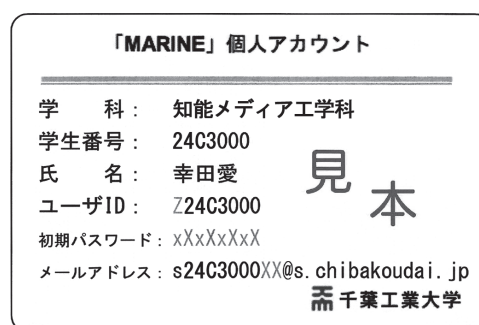 「MARINE」個人アカウント
学　　科： 知能メディア工学科
学生番号： 24C3000
氏　　名： 幸田愛
ユーザID： Z24C3000
初期パスワード： xXxXxXxX
メールアドレス： s24C3000XX@s.chibakoudai.jp
見本
千葉工業大学